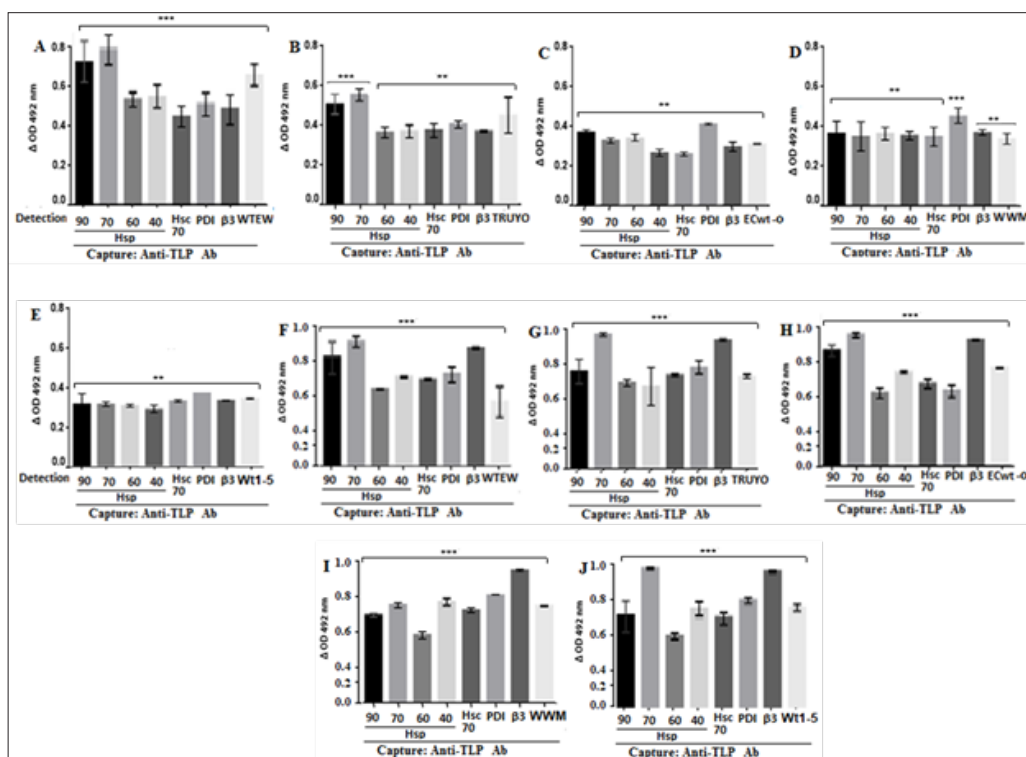 ***
A
Δ OD 492 nm
0.8
0.6
0.4
0.2
0.0
Detection
90 70 60 40 Hsc 70 PDI β3 WTEW
Hsp
Capture: Anti-TLP Ab
B
*** **
Δ OD 492 nm
0.8
0.6
0.4
0.2
0.0
90 70 60 40 Hsc 70 PDI β3 TRUYO
Hsp
Capture: Anti-TLP Ab
C
**
Δ OD 492 nm
0.8
0.6
0.4
0.2
0.0
90 70 60 40 Hsc 70 PDI β3 ECwt-O
Hsp
Capture: Anti-TLP Ab
D
** *** **
Δ OD 492 nm
0.8
0.6
0.4
0.2
0.0
90 70 60 40 Hsc 70 PDI β3 WWM
Hsp
Capture: Anti-TLP Ab
E
**
Δ OD 492 nm
0.8
0.6
0.4
0.2
0.0
Detection
90 70 60 40 Hsc 70 PDI β3 Wt1-5
Hsp
Capture: Anti-TLP Ab
F
***
Δ OD 492 nm
1.0
0.8
0.6
0.4
0.2
0.0
90 70 60 40 Hsc 70 PDI β3 WTEW
Hsp
Capture: Anti-TLP Ab
G
***
Δ OD 492 nm
1.0
0.8
0.6
0.4
0.2
0.0
90 70 60 40 Hsc 70 PDI β3 TRUYO
Hsp
Capture: Anti-TLP Ab
H
***
Δ OD 492 nm
1.0
0.8
0.6
0.4
0.2
0.0
90 70 60 40 Hsc 70 PDI β3 ECwt-O
Hsp
Capture: Anti-TLP Ab
I
***
Δ OD 492 nm
1.0
0.8
0.6
0.4
0.2
0.0
90 70 60 40 Hsc 70 PDI β3 WWM
Hsp
Capture: Anti-TLP Ab
J
***
Δ OD 492 nm
1.0
0.8
0.6
0.4
0.2
0.0
90 70 60 40 Hsc 70 PDI β3 Wt1-5
Hsp
Capture: Anti-TLP Ab